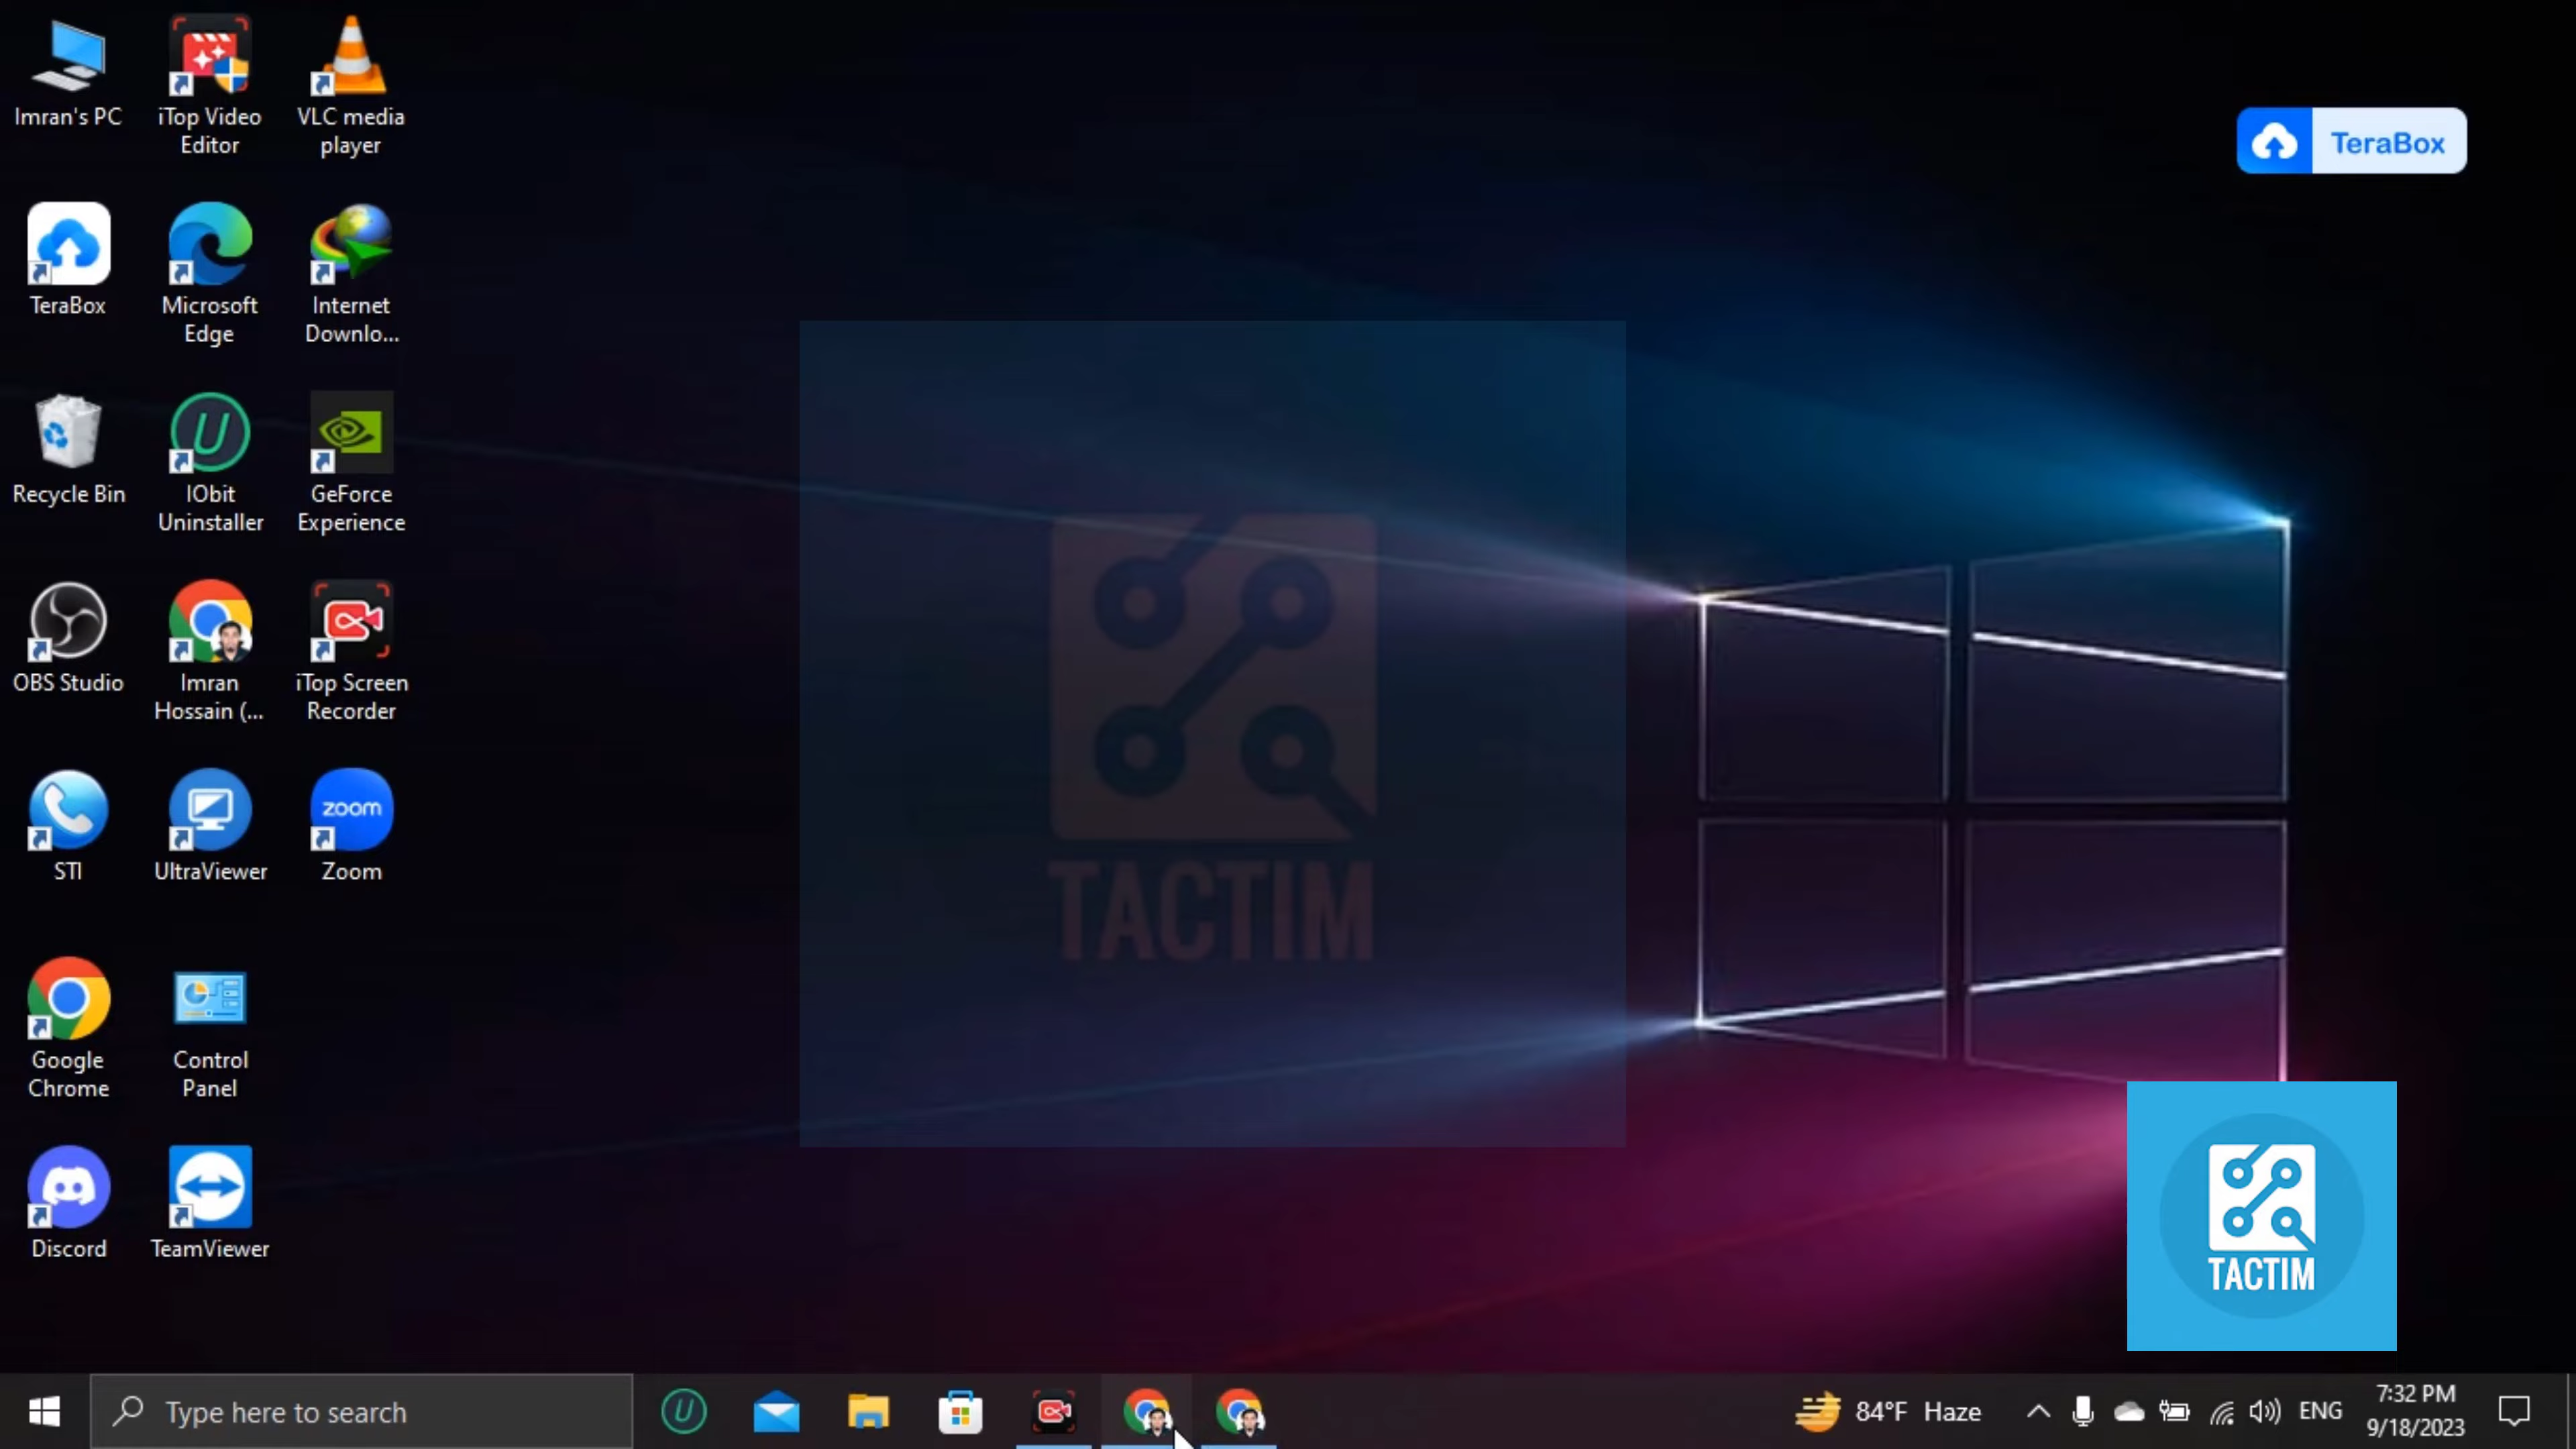 Imran's PC
iTop Video
Editor
VLC media
player
TeraBox
TeraBox
Microsoft
Edge
Internet
Downlo...
Recycle Bin
IObit
Uninstaller
GeForce
Experience
OBS Studio
Imran
Hossain (...
iTop Screen
Recorder
zoom
STI
UltraViewer
Zoom
TACTIM
Google
Chrome
Control
Panel
Discord
TeamViewer
TACTIM
Type here to search
84°F Haze
ENG
7:32 PM
9/18/2023